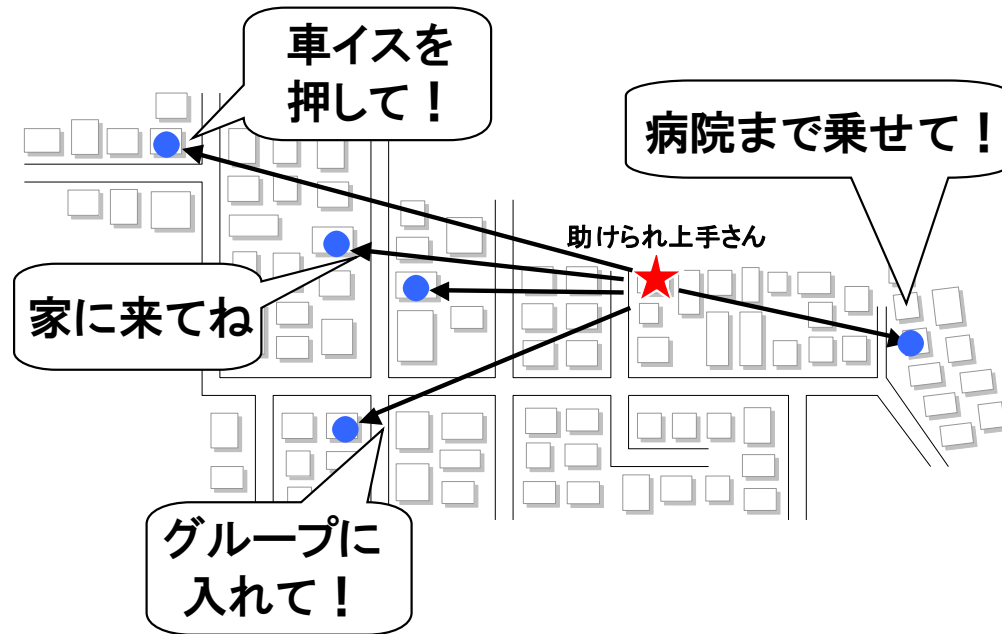 車イスを
押して！
病院まで乗せて！
助けられ上手さん
家に来てね
グループに
入れて！